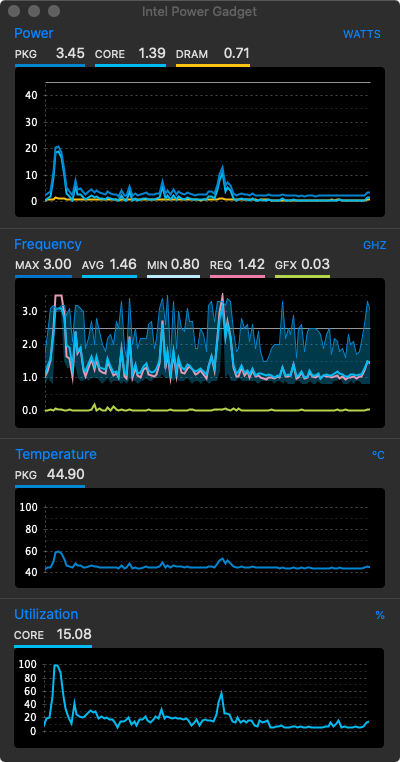 Intel Power Gadget
Power WATTS
PKG 3.45 CORE 1.39 DRAM 0.71
40
30
20
10
0
Frequency GHZ
MAX 3.00 AVG 1.46 MIN 0.80 REQ 1.42 GFX 0.03
3.0
2.0
1.0
0.0
Temperature ºC
PKG 44.90
100
80
60
40
Utilization %
CORE 15.08
100
80
60
40
20
0